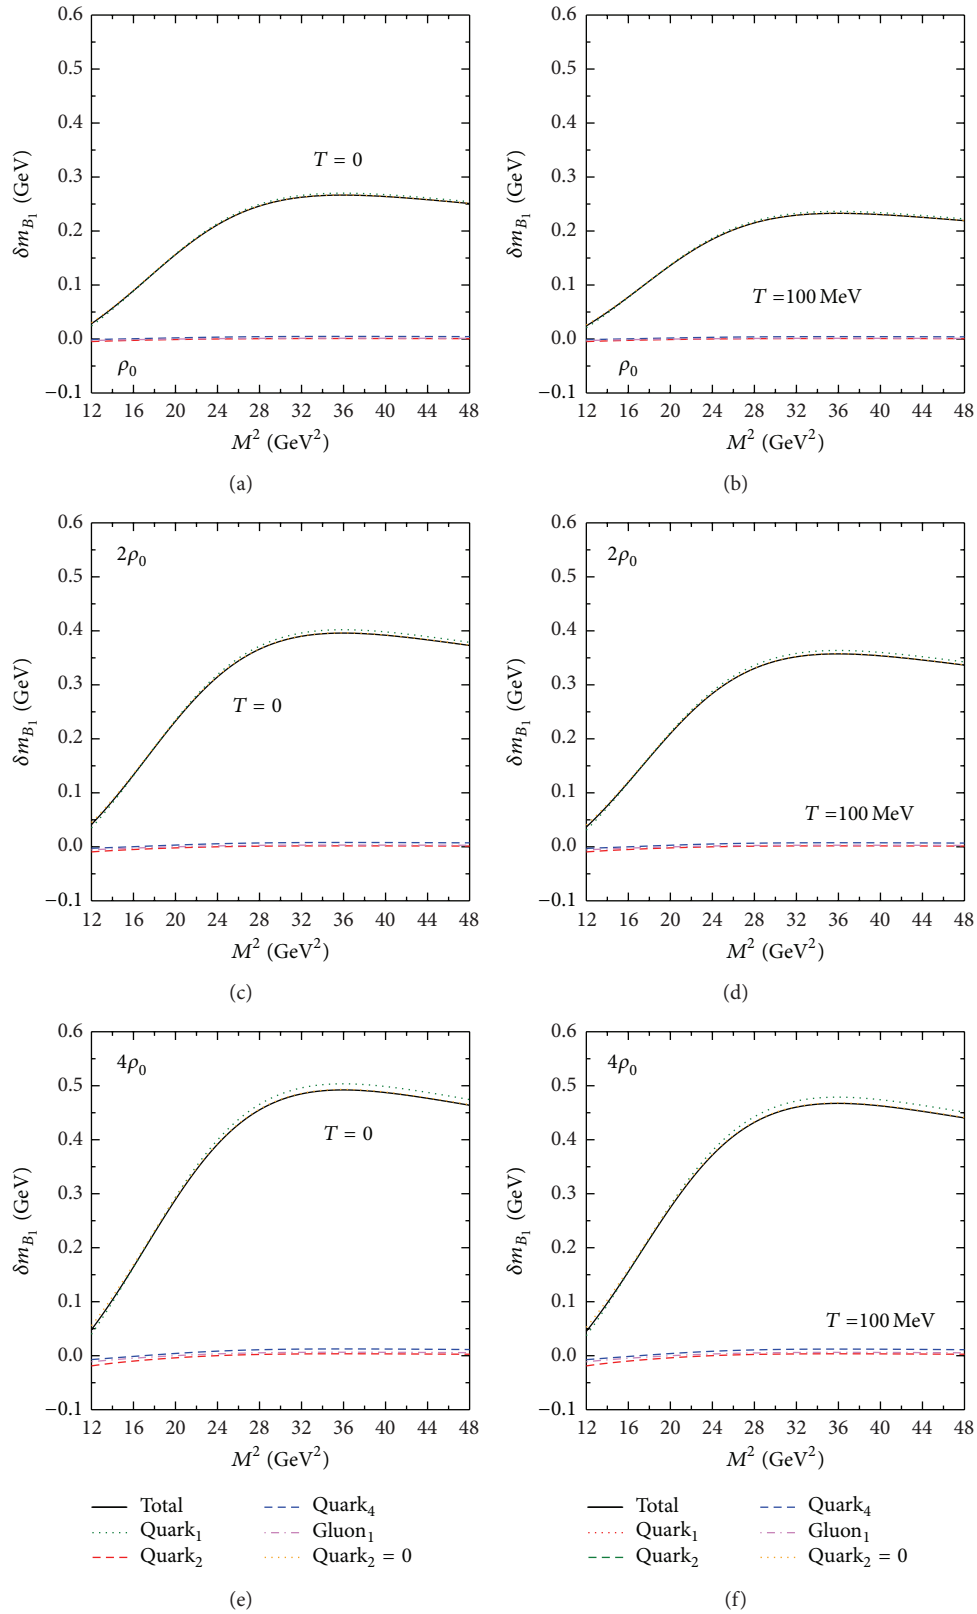 0.6
0.5
0.4
0.3
0.2
0.1
0.0
−0.1
δm_{B_1} (GeV)
T = 0
ρ_0
12 16 20 24 28 32 36 40 44 48
M^2 (GeV^2)
(a)
0.6
0.5
0.4
0.3
0.2
0.1
0.0
−0.1
δm_{B_1} (GeV)
T =100 MeV
ρ_0
12 16 20 24 28 32 36 40 44 48
M^2 (GeV^2)
(b)
0.6
0.5
0.4
0.3
0.2
0.1
0.0
−0.1
δm_{B_1} (GeV)
2ρ_0
T = 0
12 16 20 24 28 32 36 40 44 48
M^2 (GeV^2)
(c)
0.6
0.5
0.4
0.3
0.2
0.1
0.0
−0.1
δm_{B_1} (GeV)
2ρ_0
T =100 MeV
12 16 20 24 28 32 36 40 44 48
M^2 (GeV^2)
(d)
0.6
0.5
0.4
0.3
0.2
0.1
0.0
−0.1
δm_{B_1} (GeV)
4ρ_0
T = 0
12 16 20 24 28 32 36 40 44 48
M^2 (GeV^2)
Total
Quark_1
Quark_2
Quark_4
Gluon_1
Quark_2 = 0
(e)
0.6
0.5
0.4
0.3
0.2
0.1
0.0
−0.1
δm_{B_1} (GeV)
4ρ_0
T =100 MeV
12 16 20 24 28 32 36 40 44 48
M^2 (GeV^2)
Total
Quark_1
Quark_2
Quark_4
Gluon_1
Quark_2 = 0
(f)